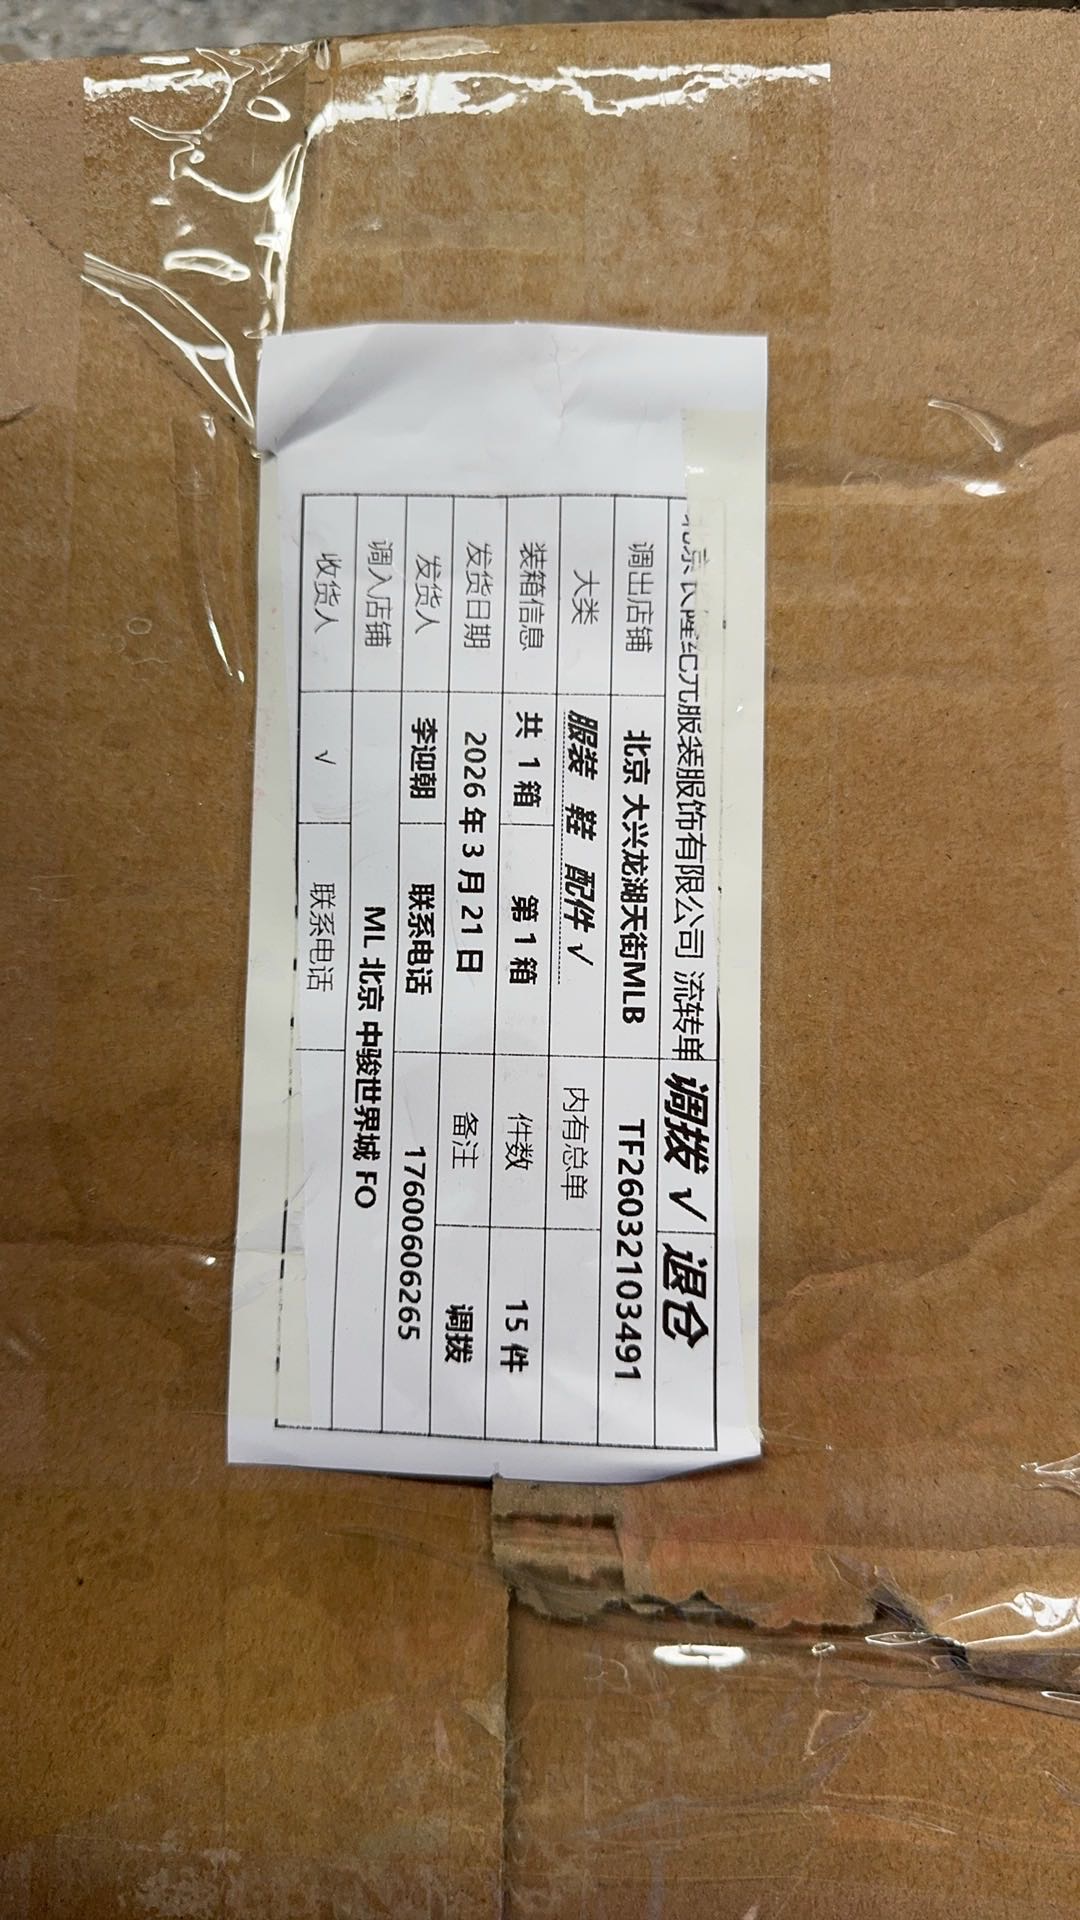 北京长隆纪元服装服饰有限公司 流转单 调拨√ 退仓
调出店铺 北京 大兴龙湖天街MLB TF26032103491
大类 服装 鞋 配件√ 内有总单
装箱信息 共 1 箱 第 1 箱 件数 15 件
发货日期 2026 年 3 月 21 日 备注 调拨
发货人 李迎朝 联系电话 17600606265
调入店铺 ML 北京 中骏世界城 FO
收货人 √ 联系电话